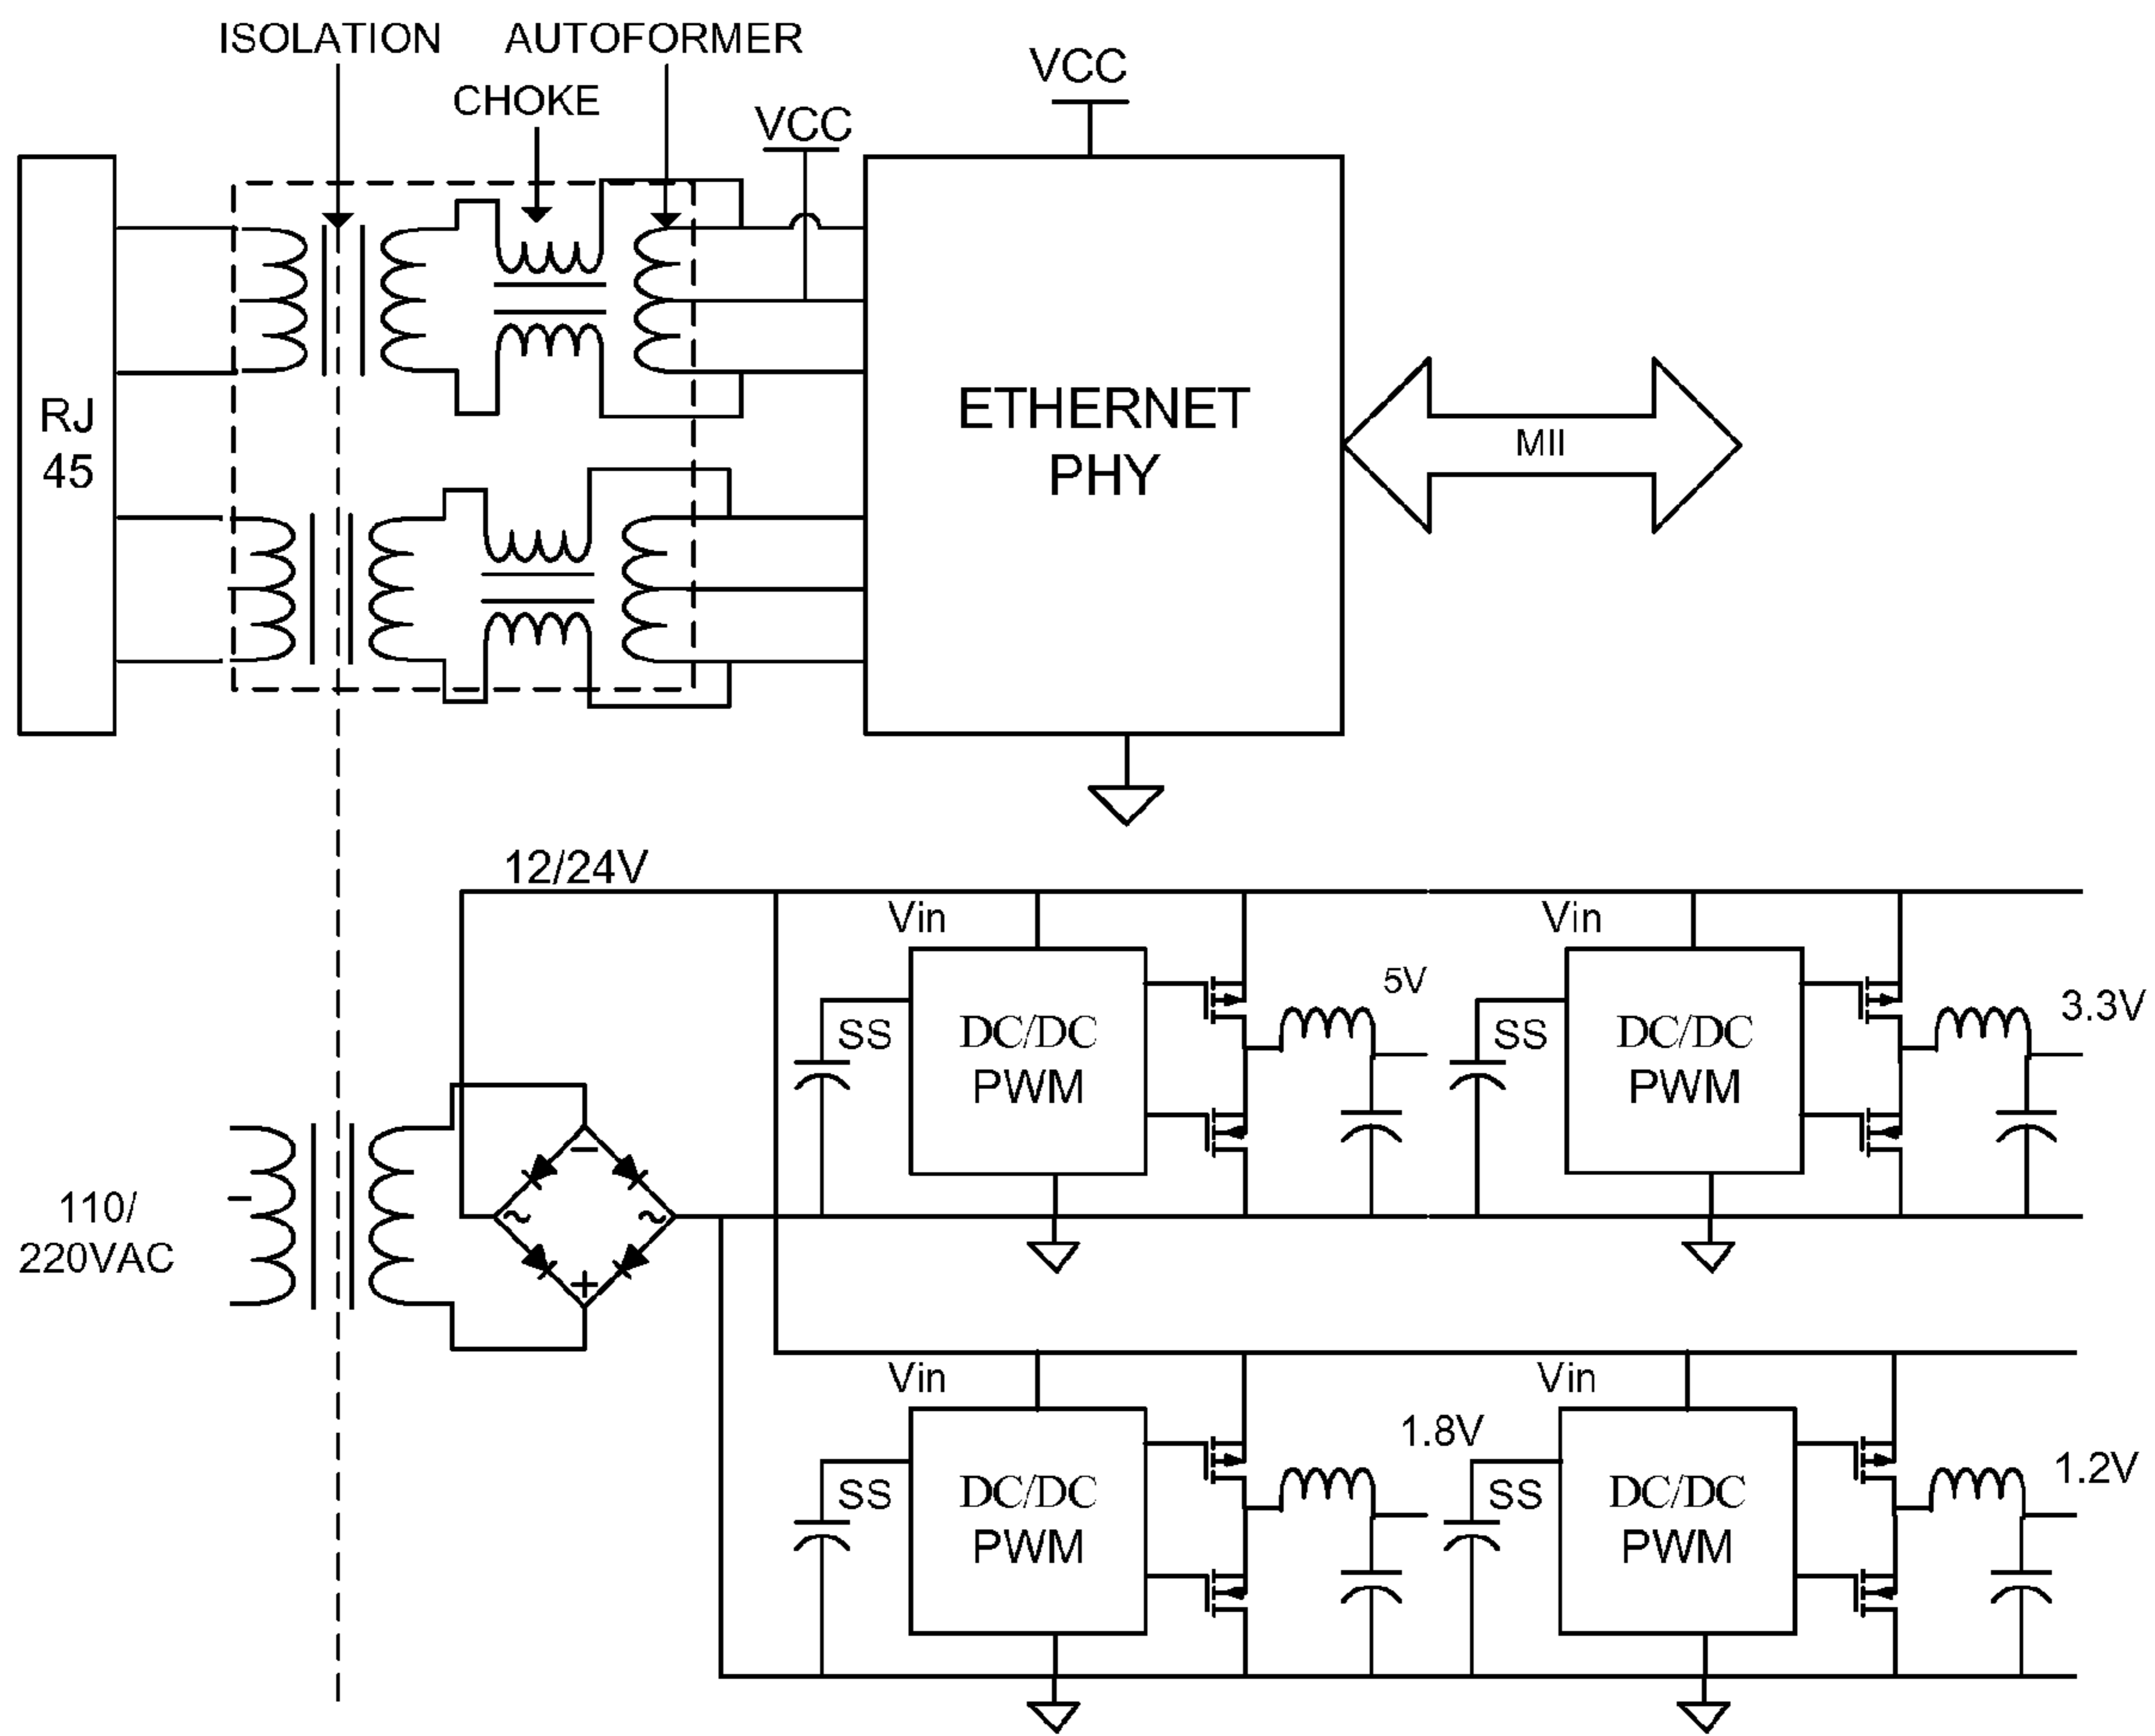 ISOLATION
AUTOFORMER
CHOKE
VCC
VCC
RJ
45
ETHERNET
PHY
MII
12/24V
Vin
Vin
5V
3.3V
SS
DC/DC
PWM
SS
DC/DC
PWM
110/
220VAC
−
~
~
+
Vin
Vin
1.8V
1.2V
SS
DC/DC
PWM
SS
DC/DC
PWM